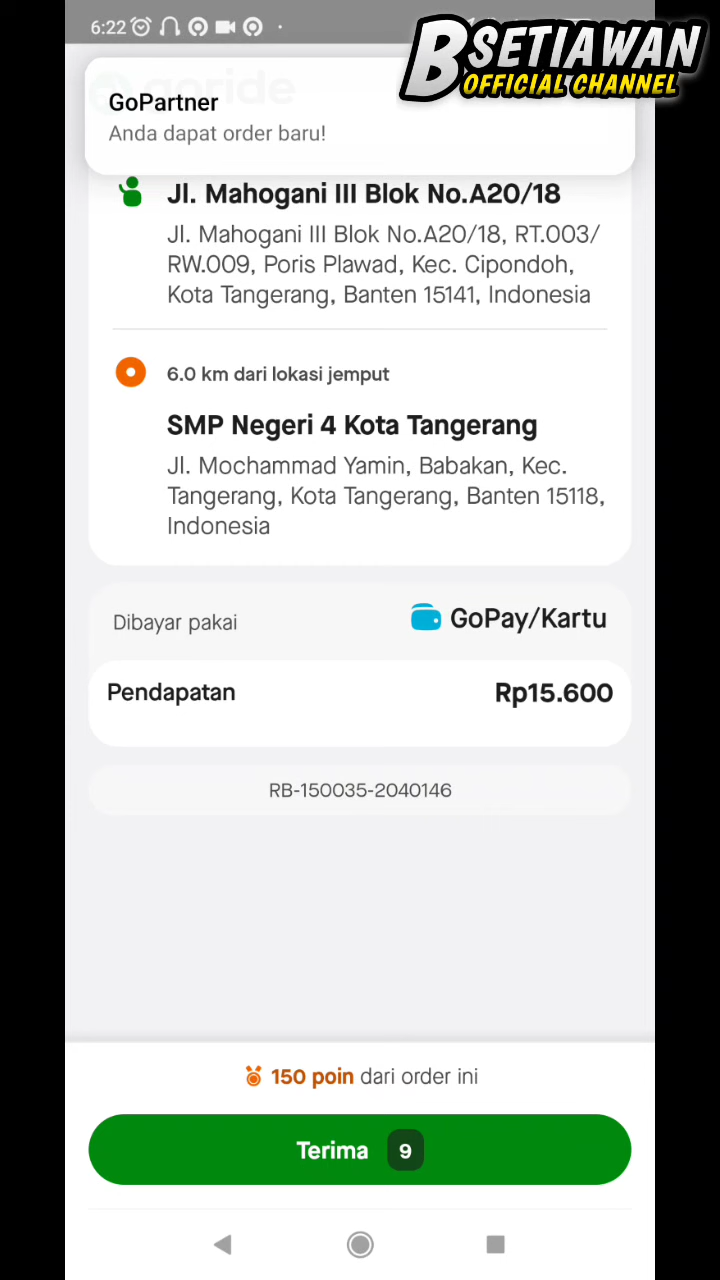 6:22
BSETIAWAN
OFFICIAL CHANNEL
goride
GoPartner
Anda dapat order baru!
Jl. Mahogani III Blok No.A20/18
Jl. Mahogani III Blok No.A20/18, RT.003/
RW.009, Poris Plawad, Kec. Cipondoh,
Kota Tangerang, Banten 15141, Indonesia
6.0 km dari lokasi jemput
SMP Negeri 4 Kota Tangerang
Jl. Mochammad Yamin, Babakan, Kec.
Tangerang, Kota Tangerang, Banten 15118,
Indonesia
Dibayar pakai
GoPay/Kartu
Pendapatan
Rp15.600
RB-150035-2040146
150 poin dari order ini
Terima 9